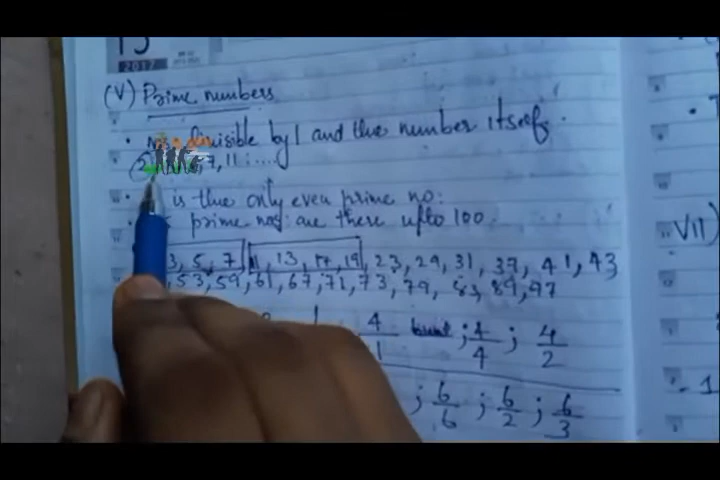 13
2017
(V) Prime numbers
• divisible by 1 and the number itself.
7, 11 : ....
• is the only even prime no:
prime nos: are there upto 100.
3, 5, 7, 11, 13, 17, 19, 23, 29, 31, 37, 41, 43
, 53, 59, 61, 67, 71, 73, 79, 83, 89, 97
4/1 ; 4/4 ; 4/2
; 6/6 ; 6/2 ; 6/3
VII)